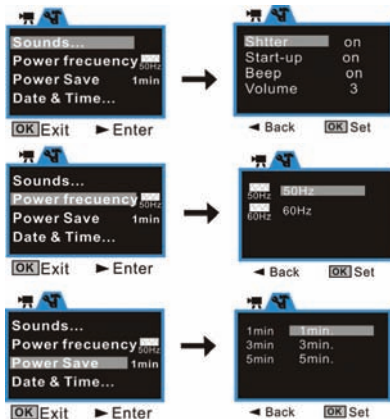 Sounds...
Power frecuency 50Hz
Power Save 1min
Date & Time...
OK Exit ► Enter
Shtter on
Start-up on
Beep on
Volume 3
◄ Back OK Set
Sounds...
Power frecuency 50Hz
Power Save 1min
Date & Time...
OK Exit ► Enter
50Hz 50Hz
60Hz 60Hz
◄ Back OK Set
Sounds...
Power frecuency 50Hz
Power Save 1min
Date & Time...
OK Exit ► Enter
1min 1min.
3min 3min.
5min 5min.
◄ Back OK Set